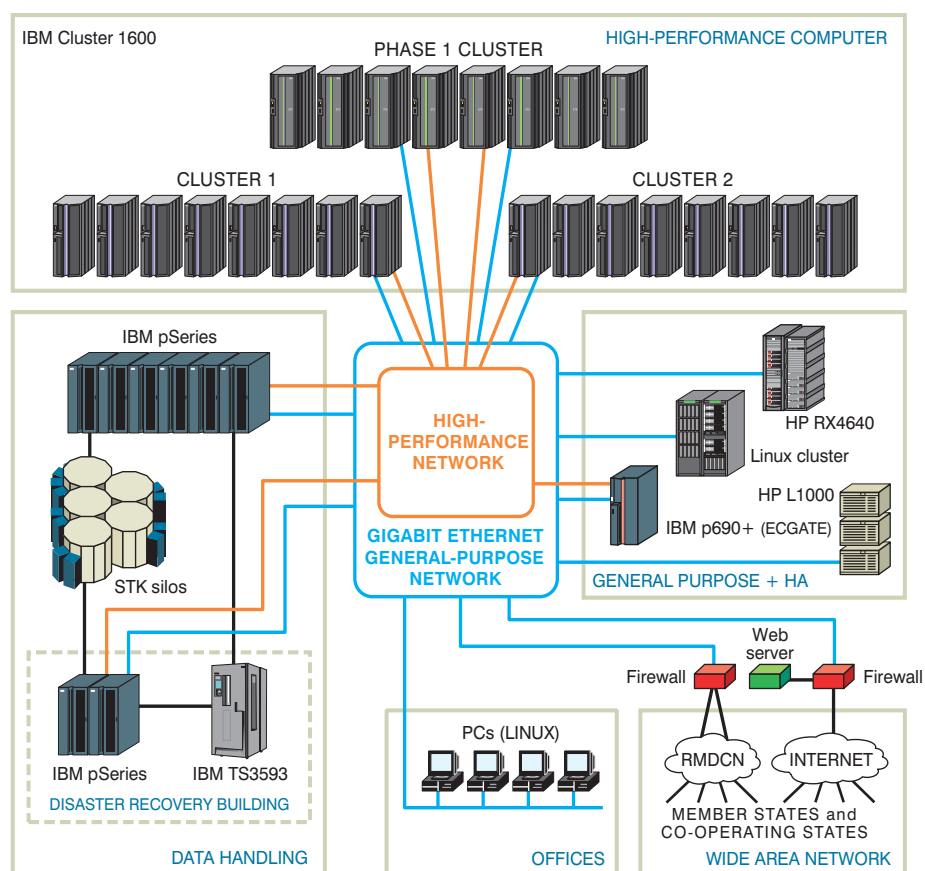 IBM Cluster 1600
HIGH-PERFORMANCE COMPUTER
PHASE 1 CLUSTER
CLUSTER 1
CLUSTER 2
IBM pSeries
HIGH-
PERFORMANCE
NETWORK
GIGABIT ETHERNET
GENERAL-PURPOSE
NETWORK
HP RX4640
Linux cluster
HP L1000
IBM p690+ (ECGATE)
GENERAL PURPOSE + HA
STK silos
IBM pSeries
IBM TS3593
DISASTER RECOVERY BUILDING
DATA HANDLING
PCs (LINUX)
OFFICES
Web
server
Firewall
Firewall
RMDCN
INTERNET
MEMBER STATES and
CO-OPERATING STATES
WIDE AREA NETWORK